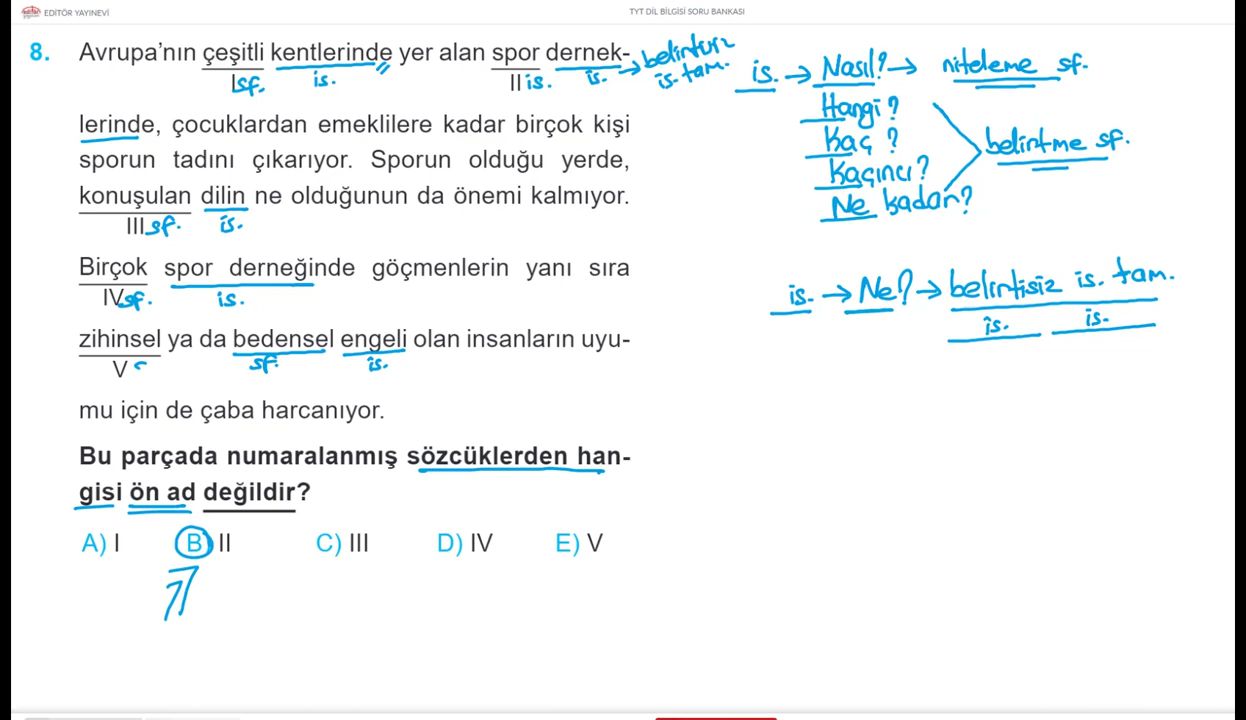 EDİTÖR YAYINEVİ
TYT DİL BİLGİSİ SORU BANKASI
8. Avrupa'nın çeşitli kentlerinde yer alan spor dernek-
I sf. is. II is. is. → belirtisiz is. tam.
lerinde, çocuklardan emeklilere kadar birçok kişi
sporun tadını çıkarıyor. Sporun olduğu yerde,
konuşulan dilin ne olduğunun da önemi kalmıyor.
III sf. is.
Birçok spor derneğinde göçmenlerin yanı sıra
IV sf. is.
zihinsel ya da bedensel engeli olan insanların uyu-
V sf. is.
mu için de çaba harcanıyor.
Bu parçada numaralanmış sözcüklerden han-
gisi ön ad değildir?
A) I B) II C) III D) IV E) V
is. → Nasıl? → niteleme sf.
Hangi?
Kaç ?
Kaçıncı?
Ne kadar?
belirtme sf.
is. → Ne? → belirtisiz is. tam.
is. is.